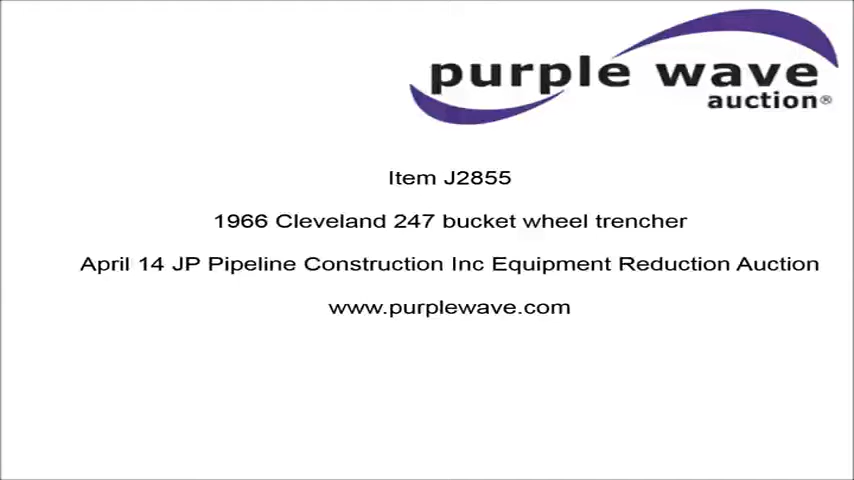 purple wave
auction®
Item J2855
1966 Cleveland 247 bucket wheel trencher
April 14 JP Pipeline Construction Inc Equipment Reduction Auction
www.purplewave.com